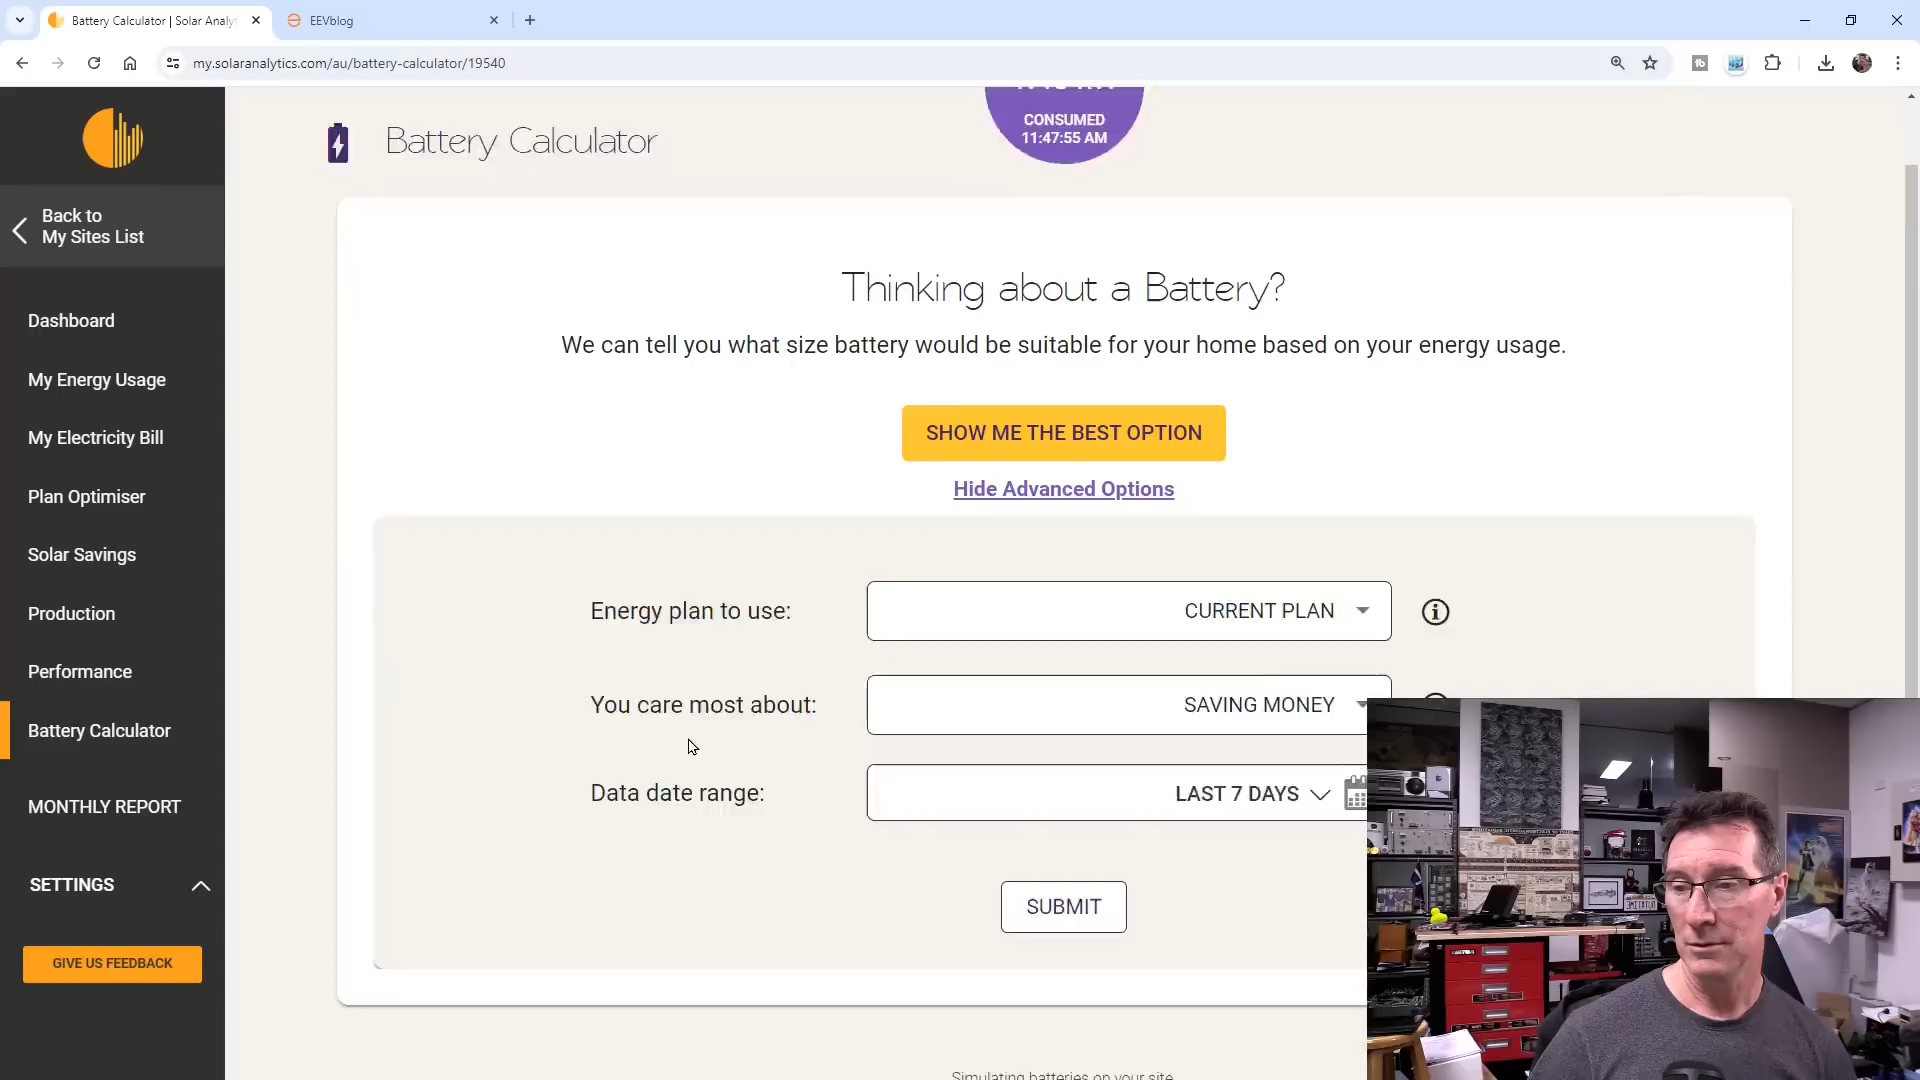 Battery Calculator | Solar Analy
EEVblog
my.solaranalytics.com/au/battery-calculator/19540
Back to
My Sites List
Dashboard
My Energy Usage
My Electricity Bill
Plan Optimiser
Solar Savings
Production
Performance
Battery Calculator
MONTHLY REPORT
SETTINGS
GIVE US FEEDBACK
Battery Calculator
CONSUMED
11:47:55 AM
Thinking about a Battery?
We can tell you what size battery would be suitable for your home based on your energy usage.
SHOW ME THE BEST OPTION
Hide Advanced Options
Energy plan to use:
CURRENT PLAN
You care most about:
SAVING MONEY
Data date range:
LAST 7 DAYS
SUBMIT
Simulating batteries on your site